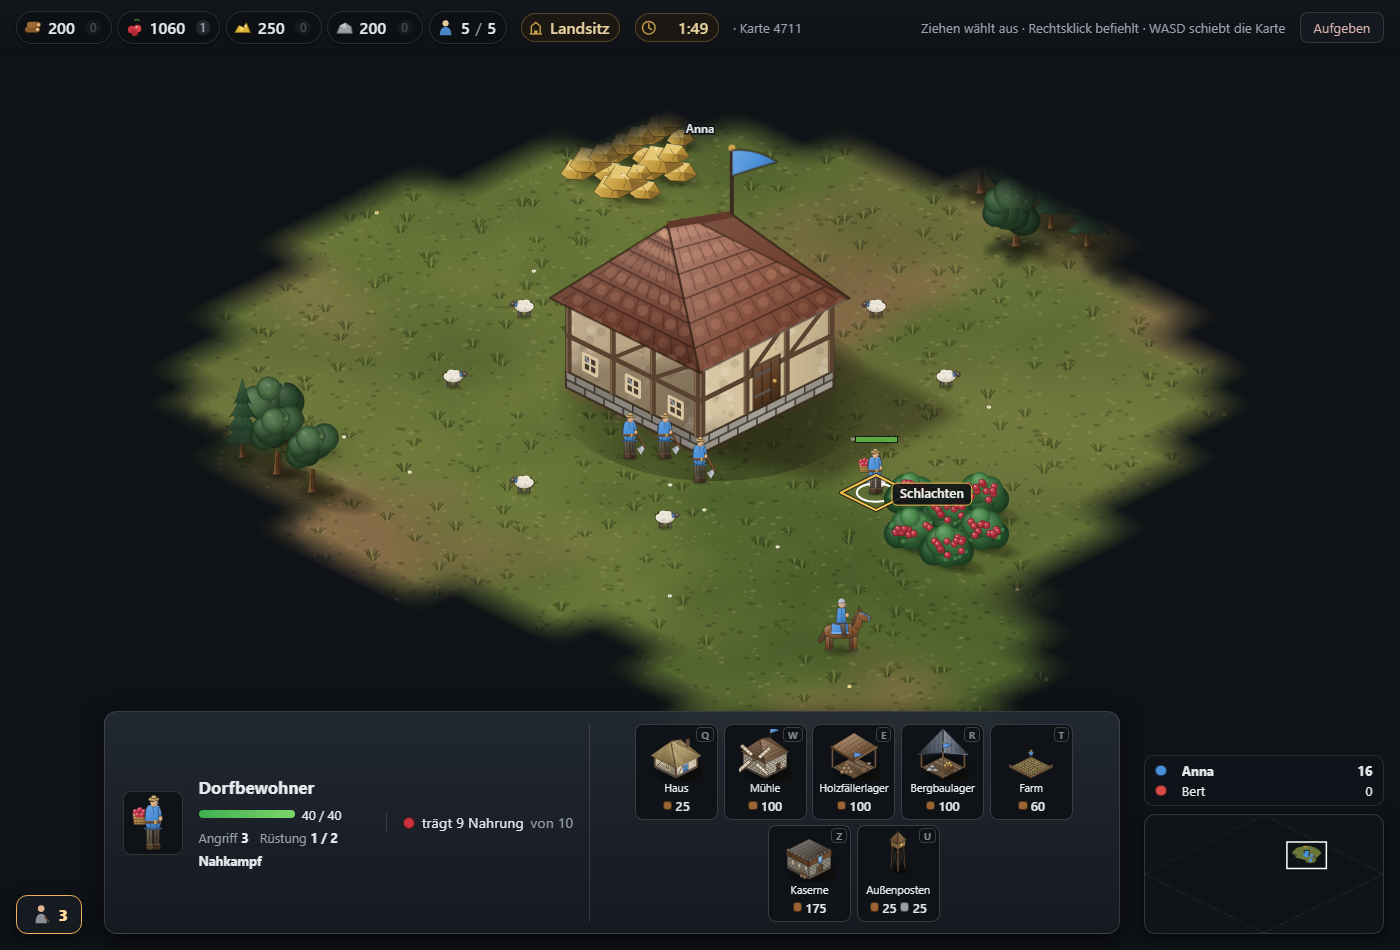 200 0 1060 1 250 0 200 0 5 / 5 Landsitz 1:49 · Karte 4711 Ziehen wählt aus · Rechtsklick befiehlt · WASD schiebt die Karte Aufgeben
Anna
Schlachten
Dorfbewohner
40 / 40
Angriff 3 Rüstung 1 / 2
Nahkampf
trägt 9 Nahrung von 10
Q W E R T
Haus Mühle Holzfällerlager Bergbaulager Farm
25 100 100 100 60
Z U
Kaserne Außenposten
175 25 25
Anna 16
Bert 0
3